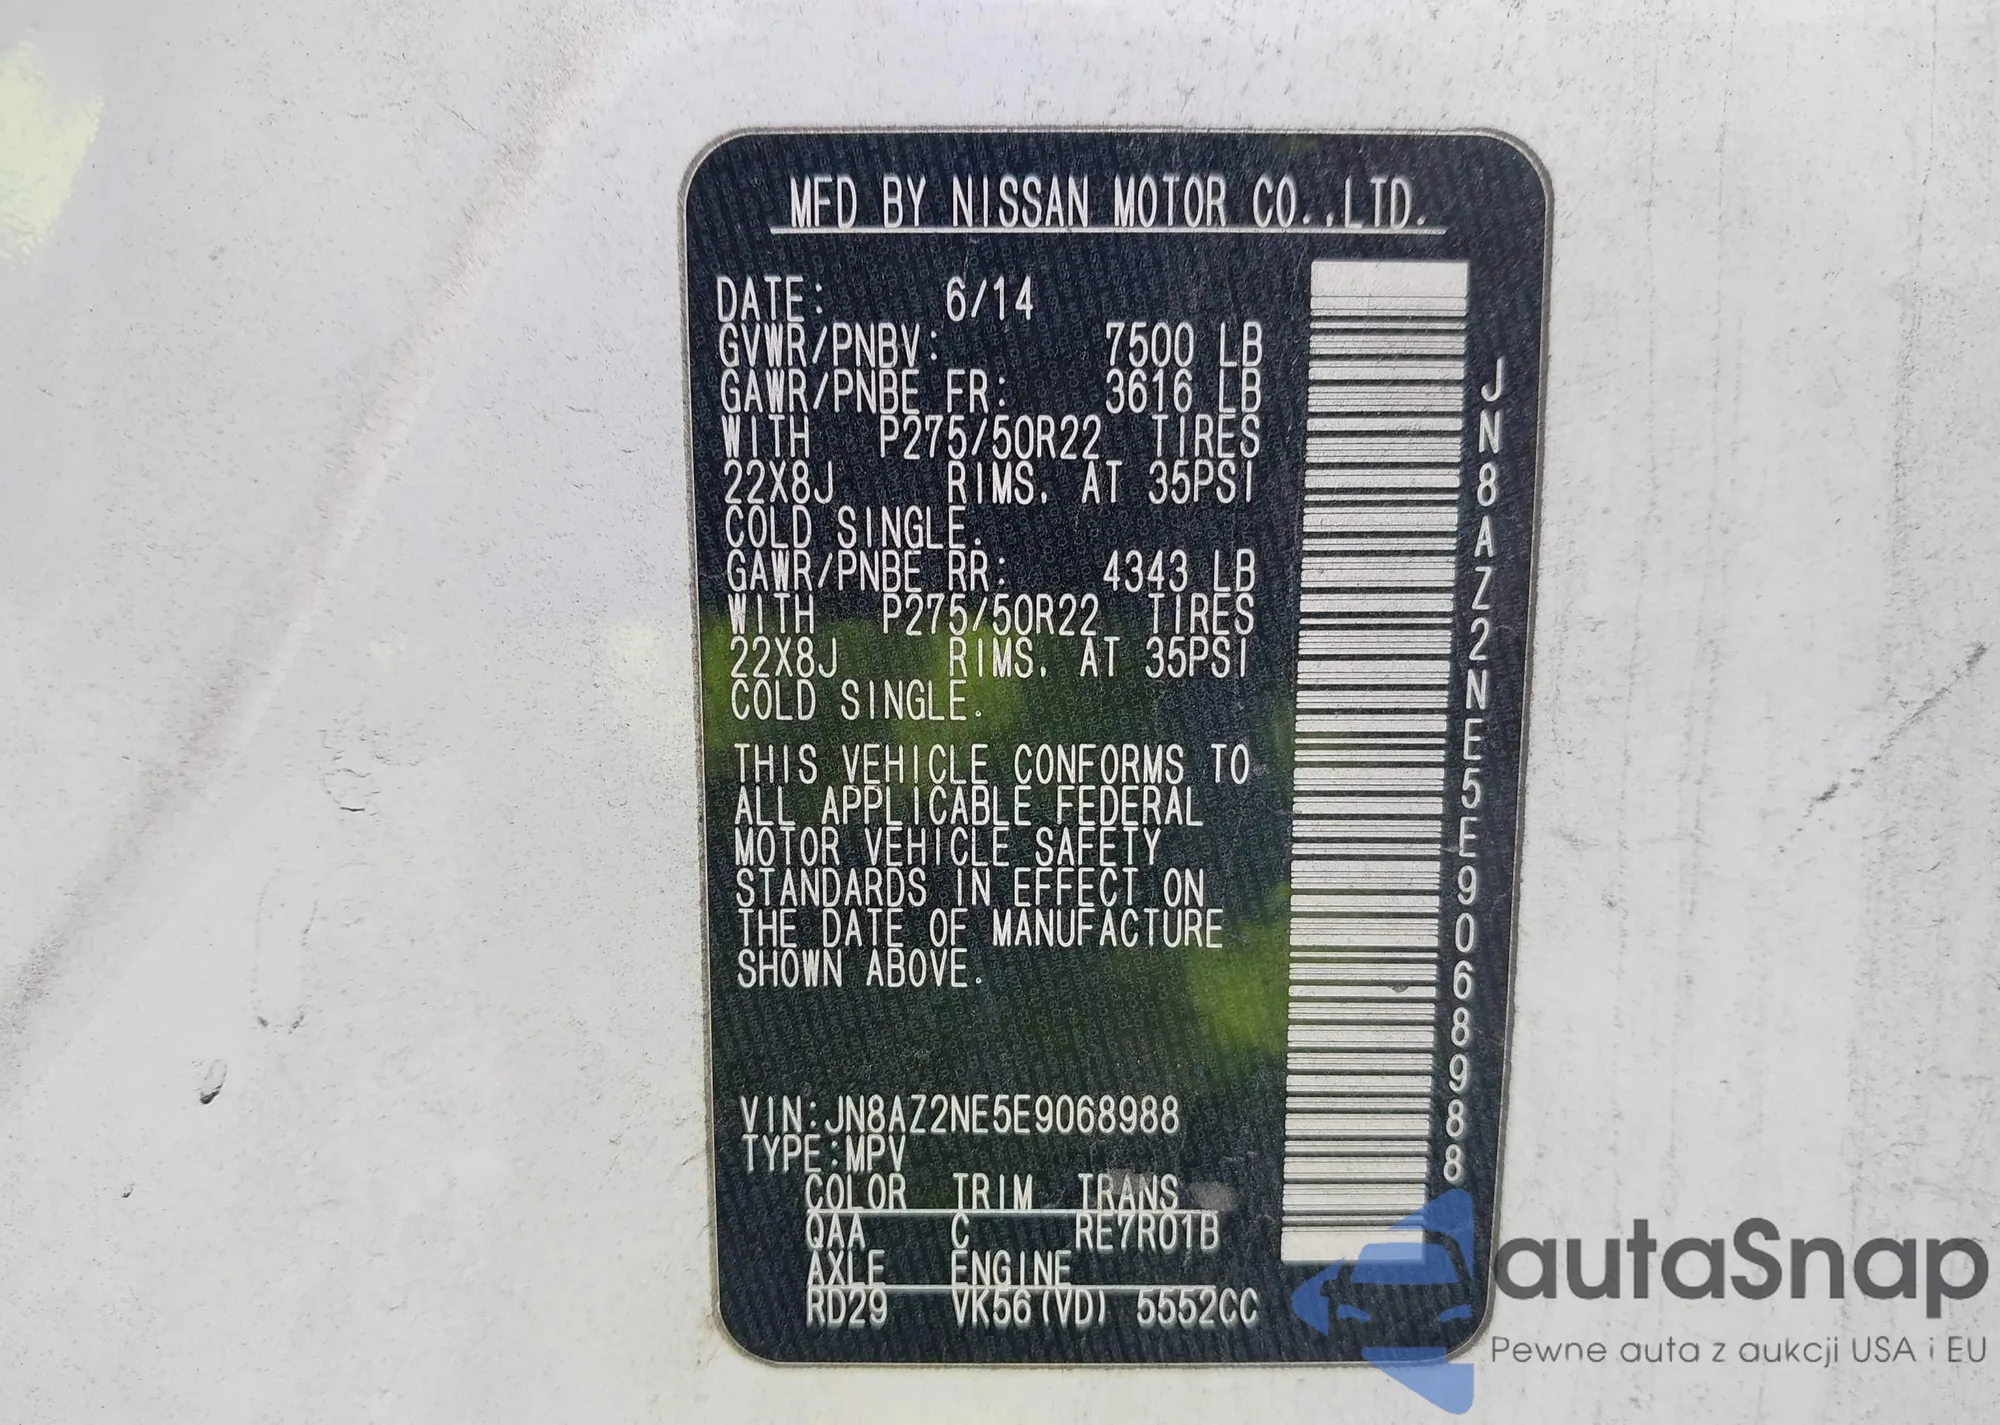 MFD BY NISSAN MOTOR CO.,LTD.
DATE: 6/14
GVWR/PNBV: 7500 LB
GAWR/PNBE FR: 3616 LB
WITH P275/50R22 TIRES
22X8J RIMS. AT 35PSI
COLD SINGLE.
GAWR/PNBE RR: 4343 LB
WITH P275/50R22 TIRES
22X8J RIMS. AT 35PSI
COLD SINGLE.
THIS VEHICLE CONFORMS TO
ALL APPLICABLE FEDERAL
MOTOR VEHICLE SAFETY
STANDARDS IN EFFECT ON
THE DATE OF MANUFACTURE
SHOWN ABOVE.
VIN:JN8AZ2NE5E9068988
TYPE:MPV
COLOR TRIM TRANS
QAA C RE7R01B
AXLE ENGINE
RD29 VK56(VD) 5552CC
JN8AZ2NE5E9068988
autaSnap
Pewne auta z aukcji USA i EU